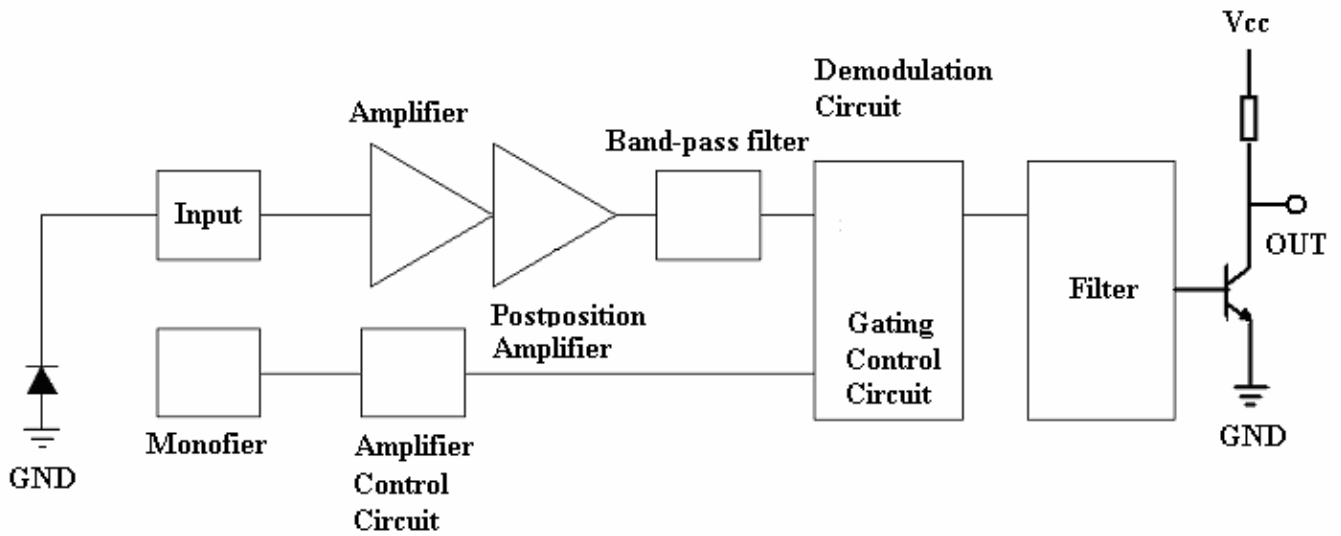 Vcc
Demodulation
Circuit
Amplifier
Band-pass filter
Input
OUT
Filter
Postposition
Amplifier
Gating
Control
Circuit
GND
Monofier
Amplifier
Control
Circuit
GND